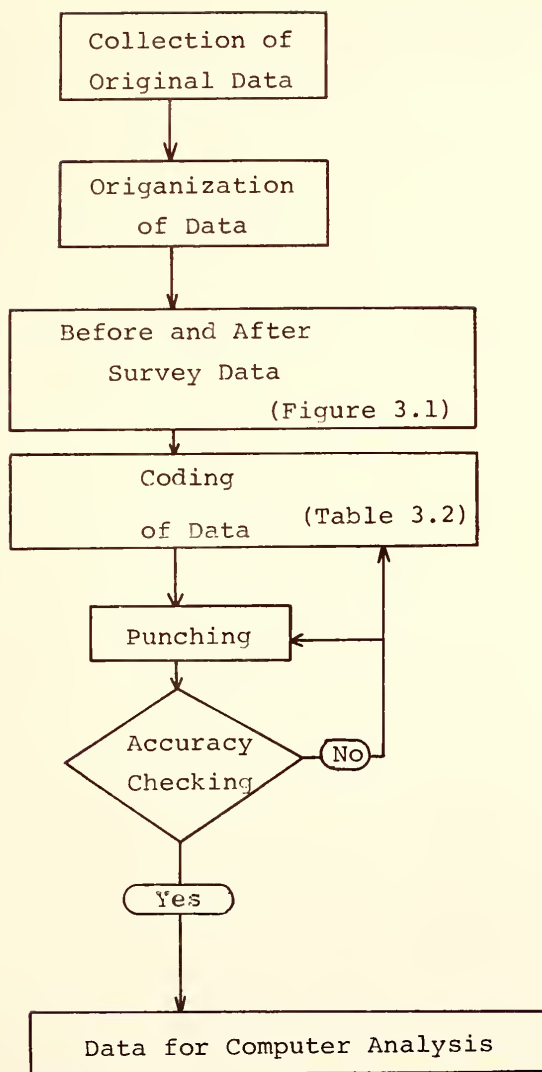 Collection of
Original Data
Origanization
of Data
Before and After
Survey Data
(Figure 3.1)
Coding
of Data
(Table 3.2)
Punching
Accuracy
Checking
No
Yes
Data for Computer Analysis